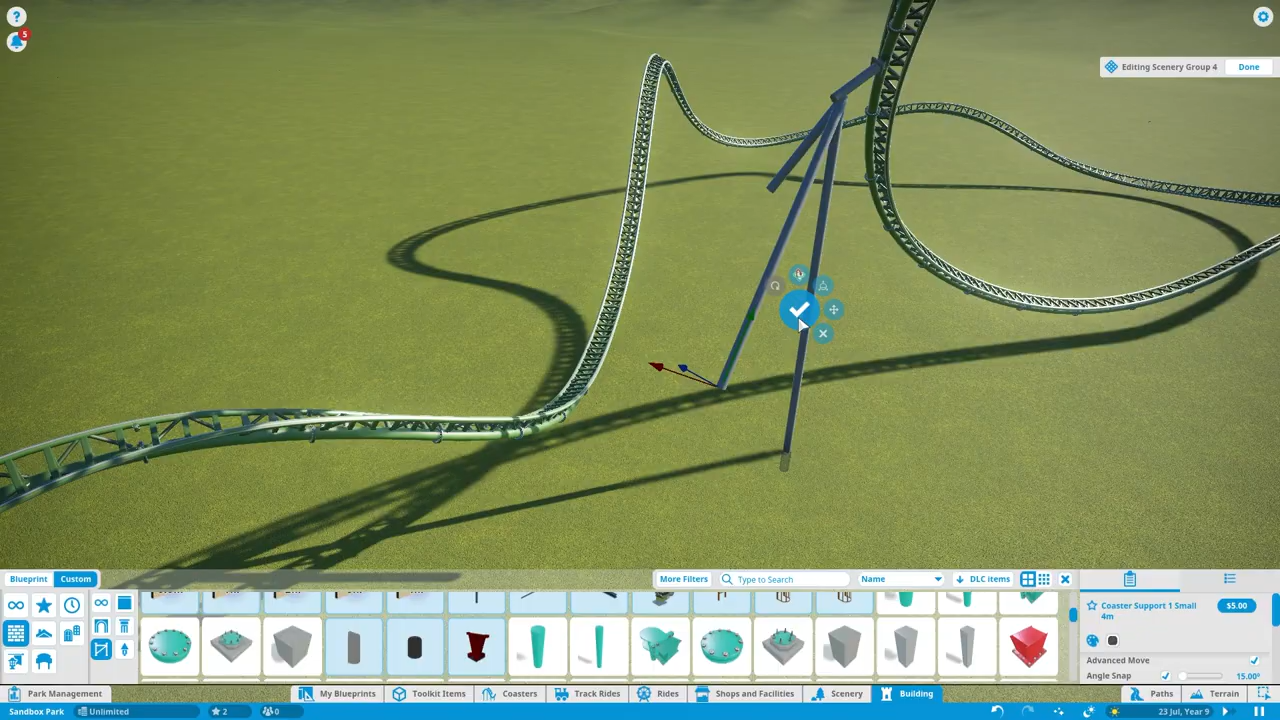 ?
5
Editing Scenery Group 4
Done
Blueprint
Custom
More Filters
Type to Search
Name
DLC items
Coaster Support 1 Small
4m
$5.00
Advanced Move
Angle Snap
15.00°
Park Management
My Blueprints
Toolkit Items
Coasters
Track Rides
Rides
Shops and Facilities
Scenery
Building
Paths
Terrain
Sandbox Park
Unlimited
2
0
23 Jul, Year 9